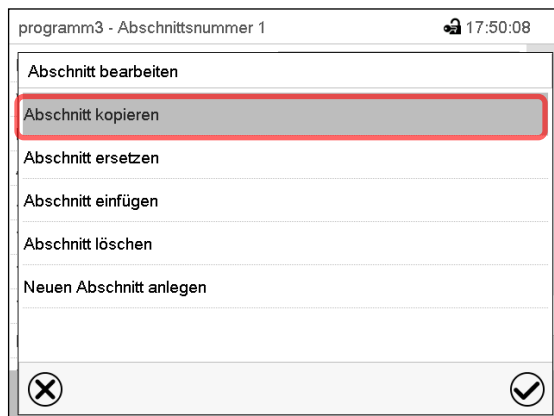 programm3 - Abschnittsnummer 1 17:50:08
Abschnitt bearbeiten
Abschnitt kopieren
Abschnitt ersetzen
Abschnitt einfügen
Abschnitt löschen
Neuen Abschnitt anlegen